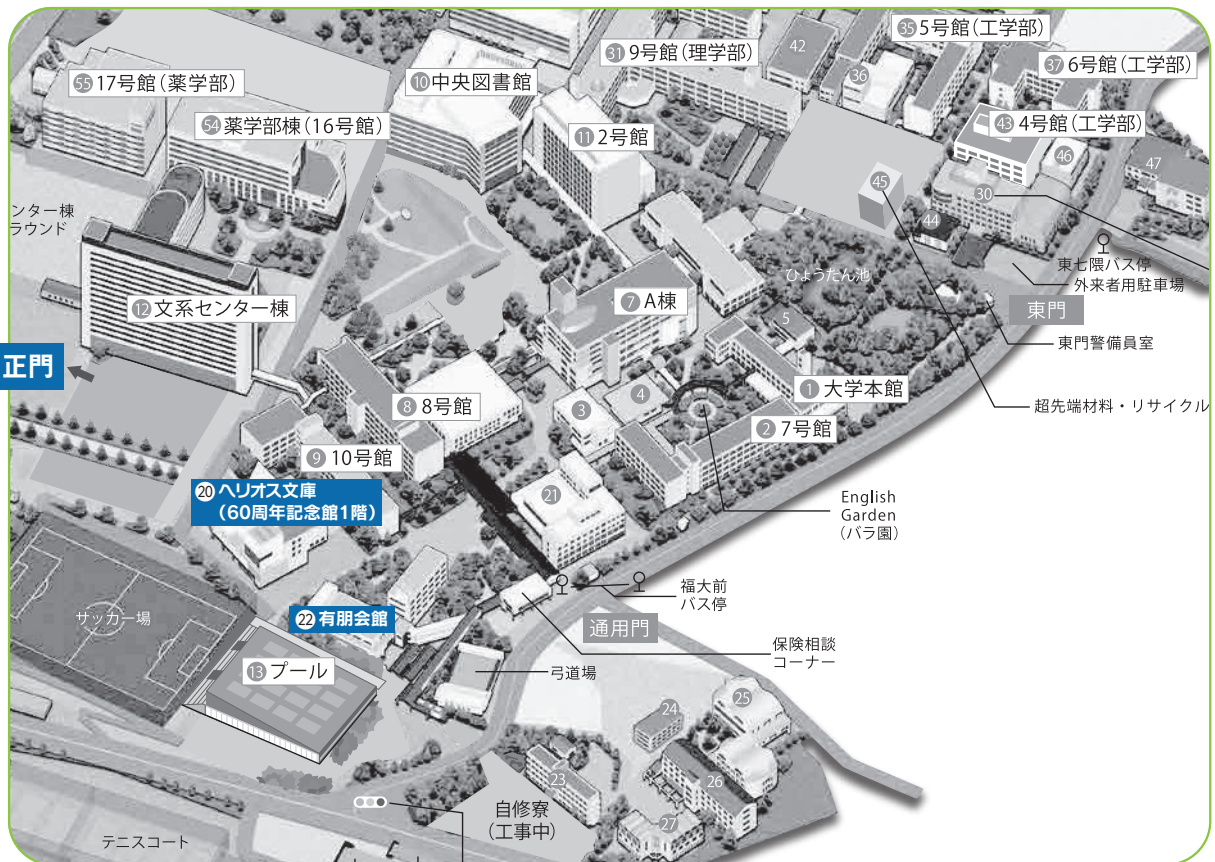 35 5号館(工学部)
31 9号館(理学部)
42
36
37 6号館(工学部)
55 17号館(薬学部)
10 中央図書館
54 薬学部棟(16号館)
11 2号館
43 4号館(工学部)
46
47
45
30
44
ンター棟
ラウンド
東七隈バス停
外来者用駐車場
ひょうたん池
12 文系センター棟
7 A棟
5
東門
東門警備員室
正門
4
1 大学本館
3
8 8号館
2 7号館
超先端材料・リサイクル
9 10号館
20 ヘリオス文庫
(60周年記念館1階)
21
English
Garden
(バラ園)
福大前
バス停
サッカー場
22 有朋会館
通用門
保険相談
コーナー
13 プール
弓道場
25
24
23
26
自修寮
(工事中)
27
テニスコート